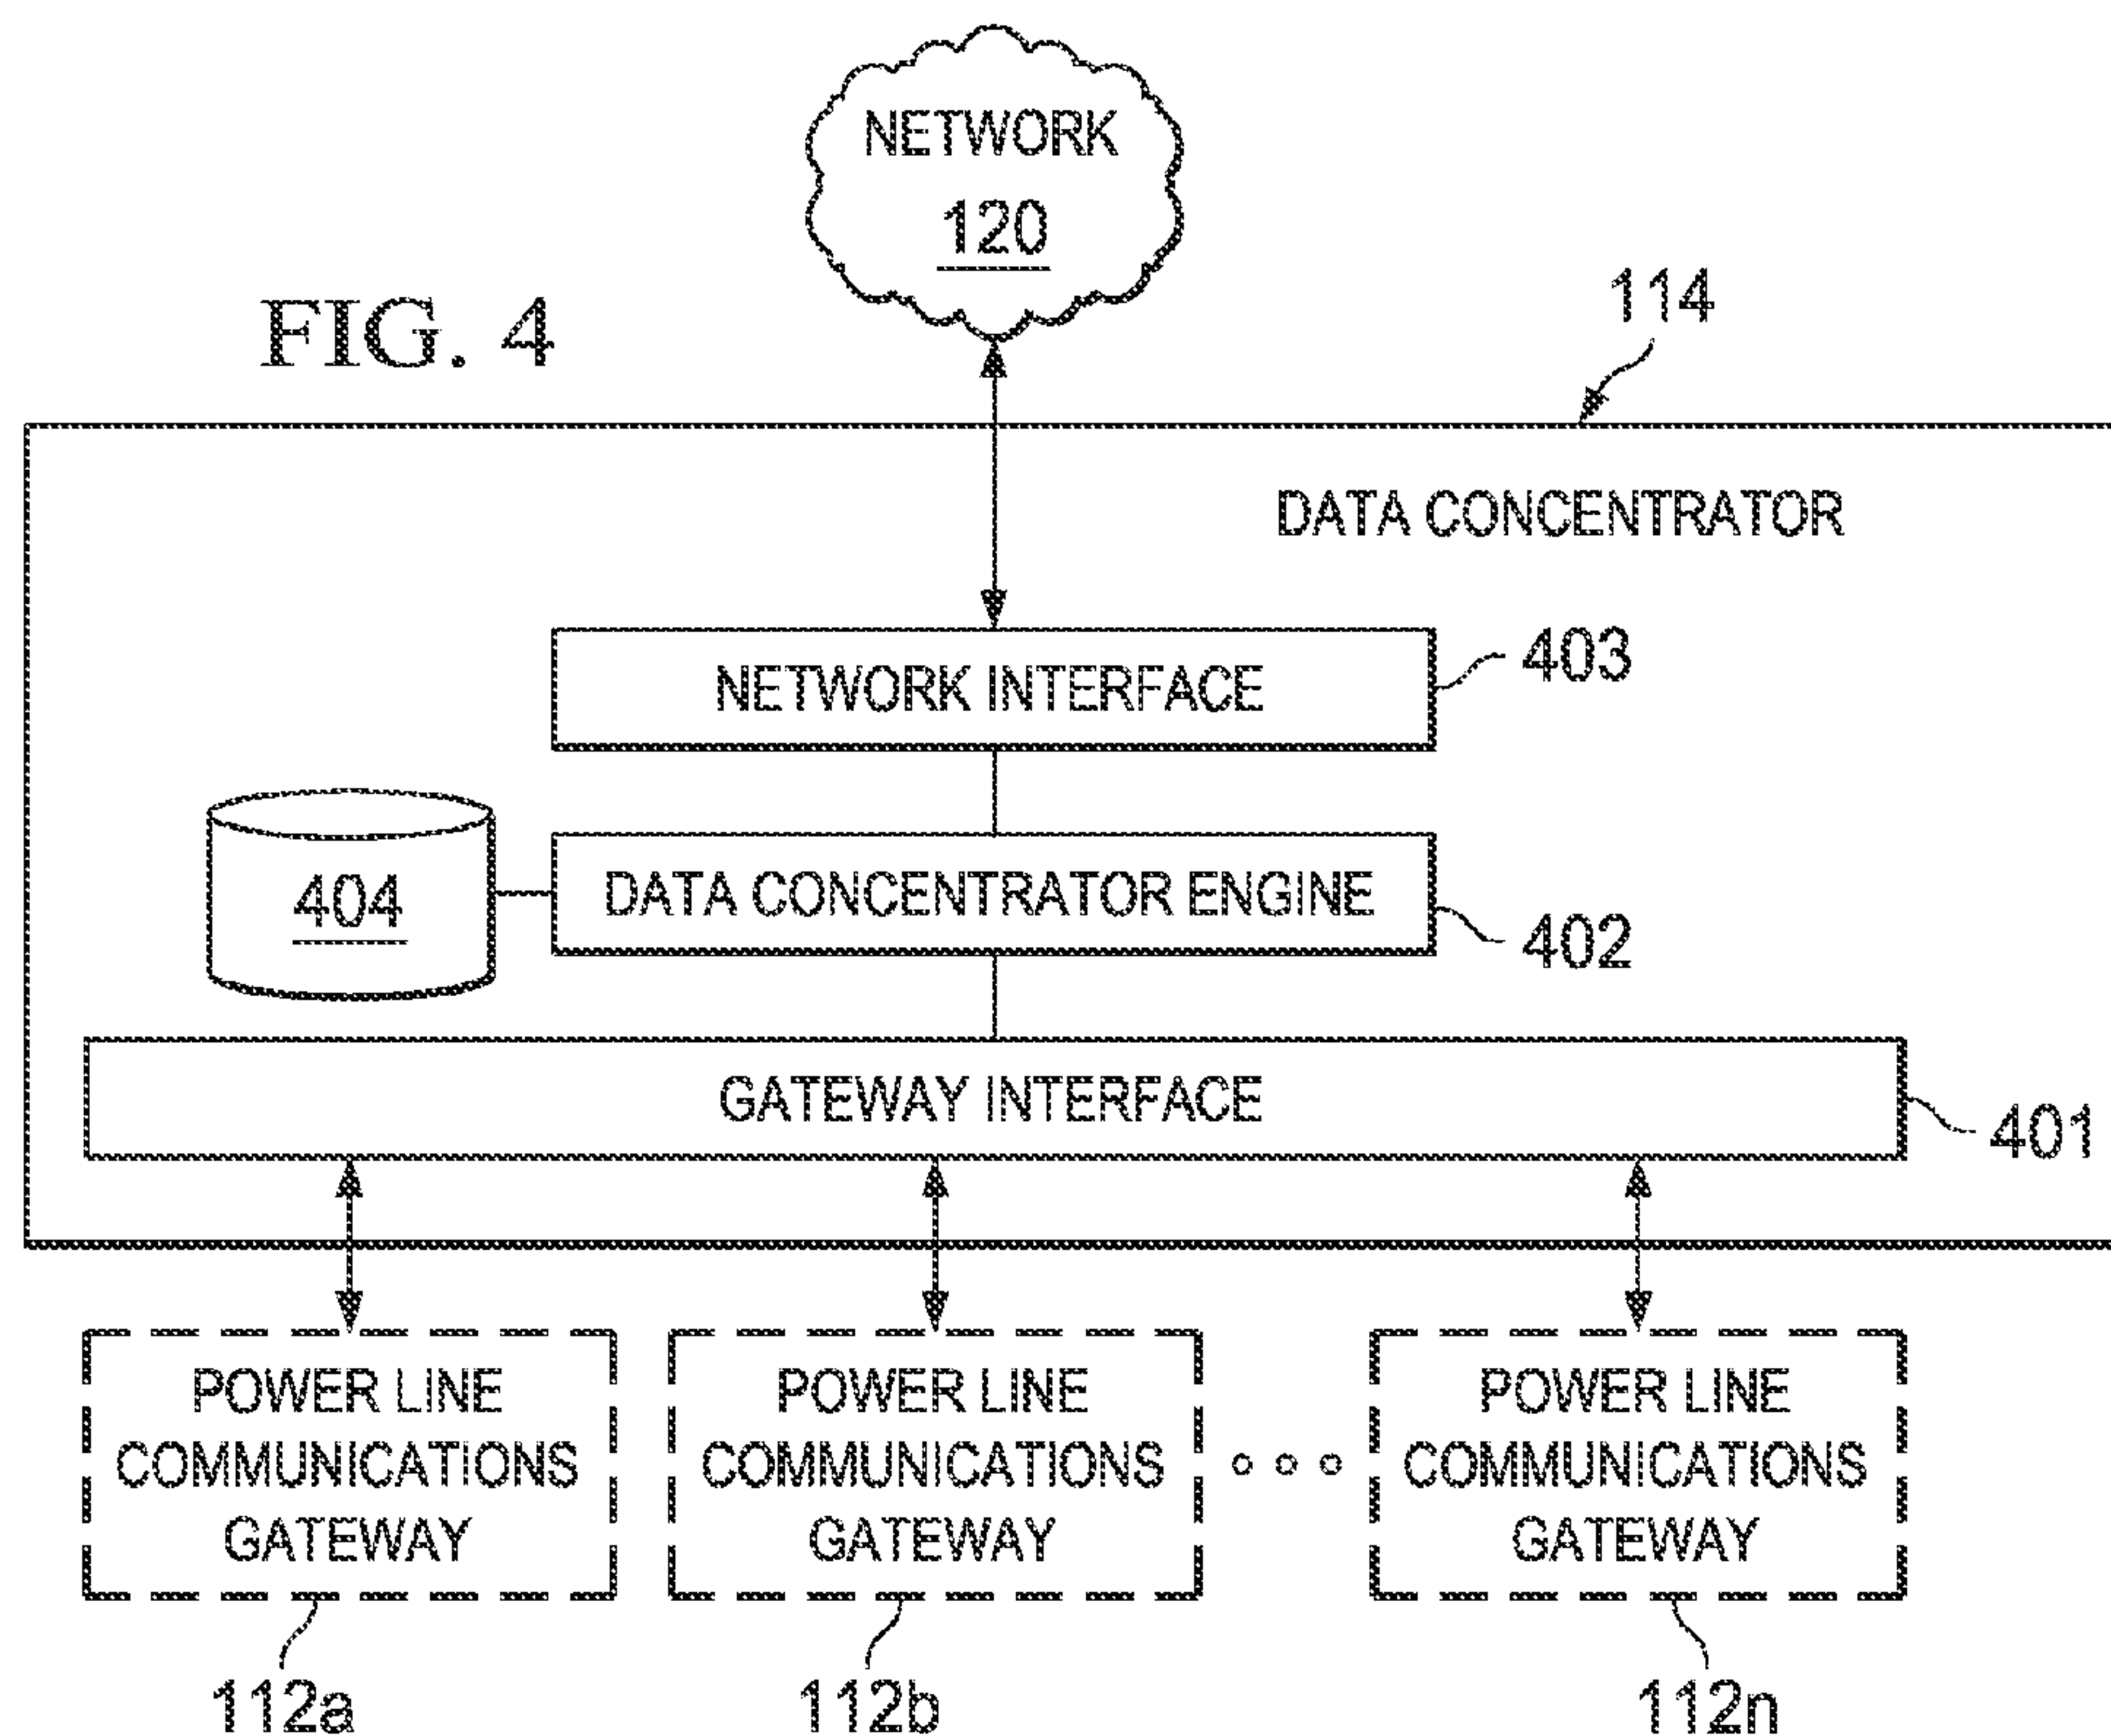 NETWORK
120
FIG. 4
114
DATA CONCENTRATOR
NETWORK INTERFACE
403
404
DATA CONCENTRATOR ENGINE
402
GATEWAY INTERFACE
401
POWER LINE
COMMUNICATIONS
GATEWAY
POWER LINE
COMMUNICATIONS
GATEWAY
POWER LINE
COMMUNICATIONS
GATEWAY
112a
112b
112n